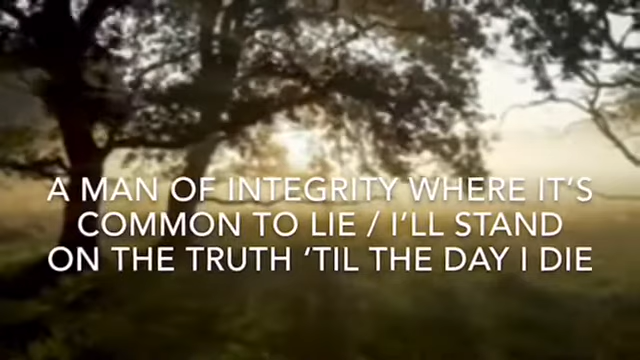 A MAN OF INTEGRITY WHERE IT’S
COMMON TO LIE / I’LL STAND
ON THE TRUTH ‘TIL THE DAY I DIE